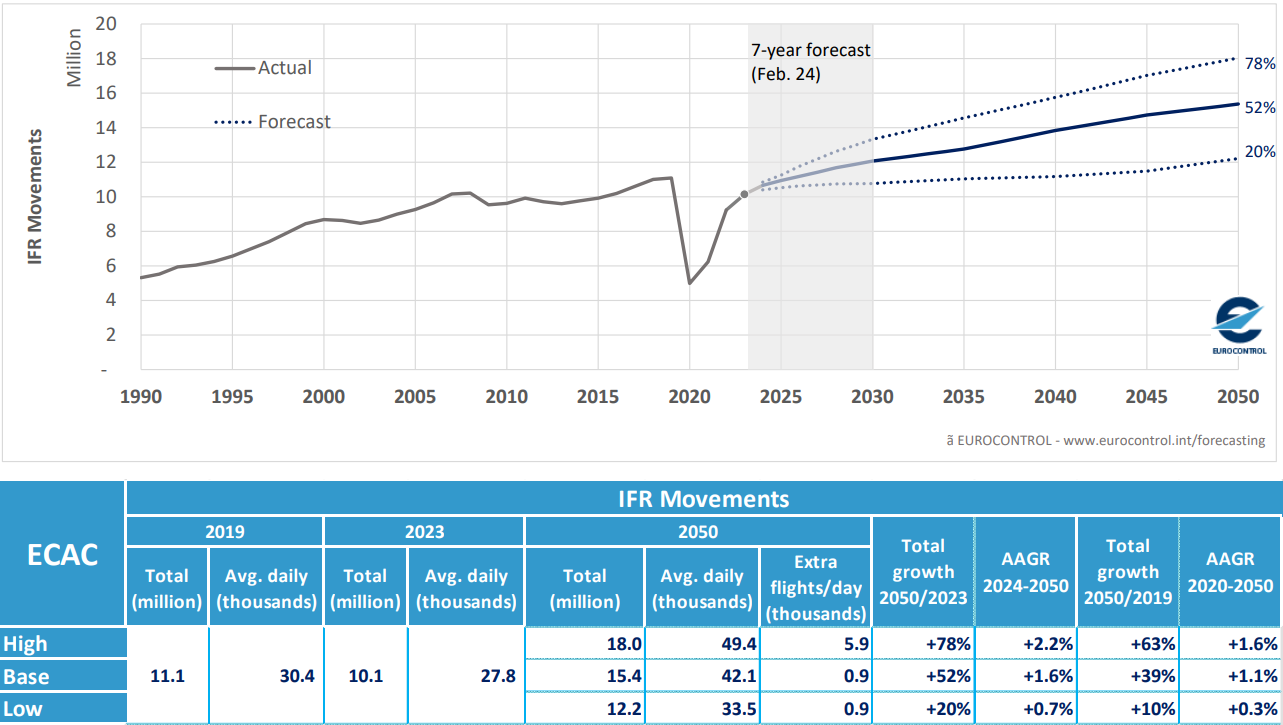 20
Million
18
16
14
12
10
8
6
4
2
-
IFR Movements
Actual
Forecast
7-year forecast
(Feb. 24)
78%
52%
20%
EUROCONTROL
1990 1995 2000 2005 2010 2015 2020 2025 2030 2035 2040 2045 2050
ã EUROCONTROL - www.eurocontrol.int/forecasting
ECAC
IFR Movements
2019 2023 2050
Total
growth
2050/2023
AAGR
2024-2050
Total
growth
2050/2019
AAGR
2020-2050
Total
(million)
Avg. daily
(thousands)
Total
(million)
Avg. daily
(thousands)
Total
(million)
Avg. daily
(thousands)
Extra
flights/day
(thousands)
High 18.0 49.4 5.9 +78% +2.2% +63% +1.6%
Base 11.1 30.4 10.1 27.8 15.4 42.1 0.9 +52% +1.6% +39% +1.1%
Low 12.2 33.5 0.9 +20% +0.7% +10% +0.3%